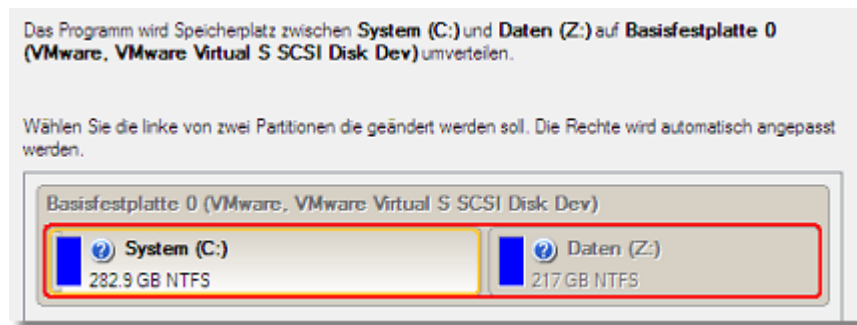 Das Programm wird Speicherplatz zwischen System (C:) und Daten (Z:) auf Basisfestplatte 0
(VMware, VMware Virtual S SCSI Disk Dev) umverteilen.
Wählen Sie die linke von zwei Partitionen die geändert werden soll. Die Rechte wird automatisch angepasst
werden.
Basisfestplatte 0 (VMware, VMware Virtual S SCSI Disk Dev)
System (C:)
282.9 GB NTFS
Daten (Z:)
217 GB NTFS